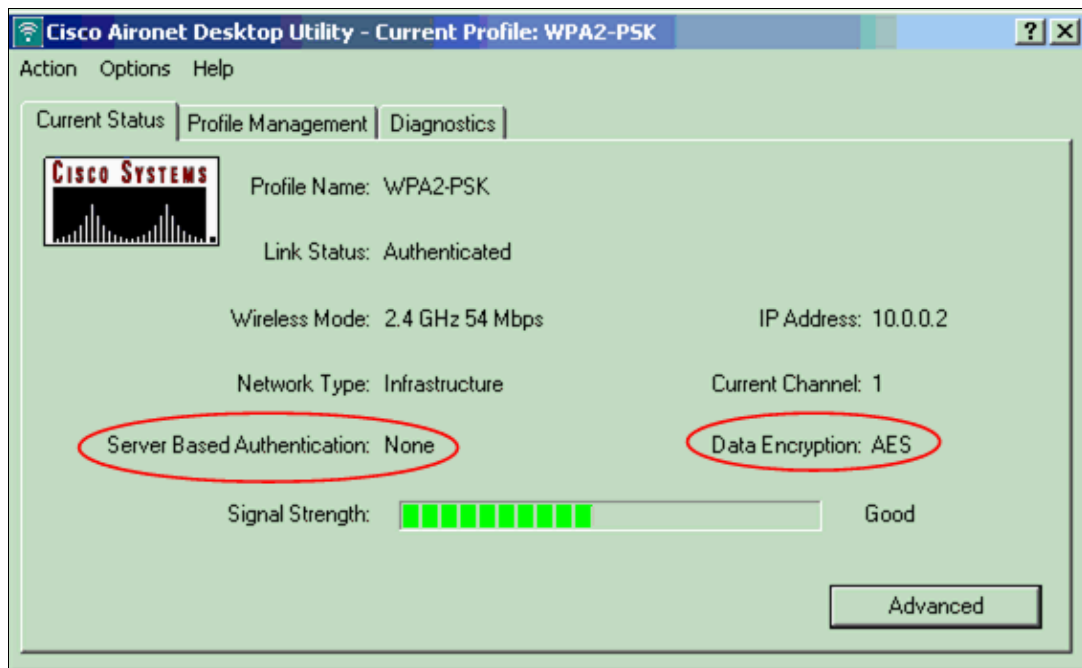 Cisco Aironet Desktop Utility - Current Profile: WPA2-PSK
Action Options Help
Current Status Profile Management Diagnostics
CISCO SYSTEMS
Profile Name: WPA2-PSK
Link Status: Authenticated
Wireless Mode: 2.4 GHz 54 Mbps IP Address: 10.0.0.2
Network Type: Infrastructure Current Channel: 1
Server Based Authentication: None Data Encryption: AES
Signal Strength: Good
Advanced